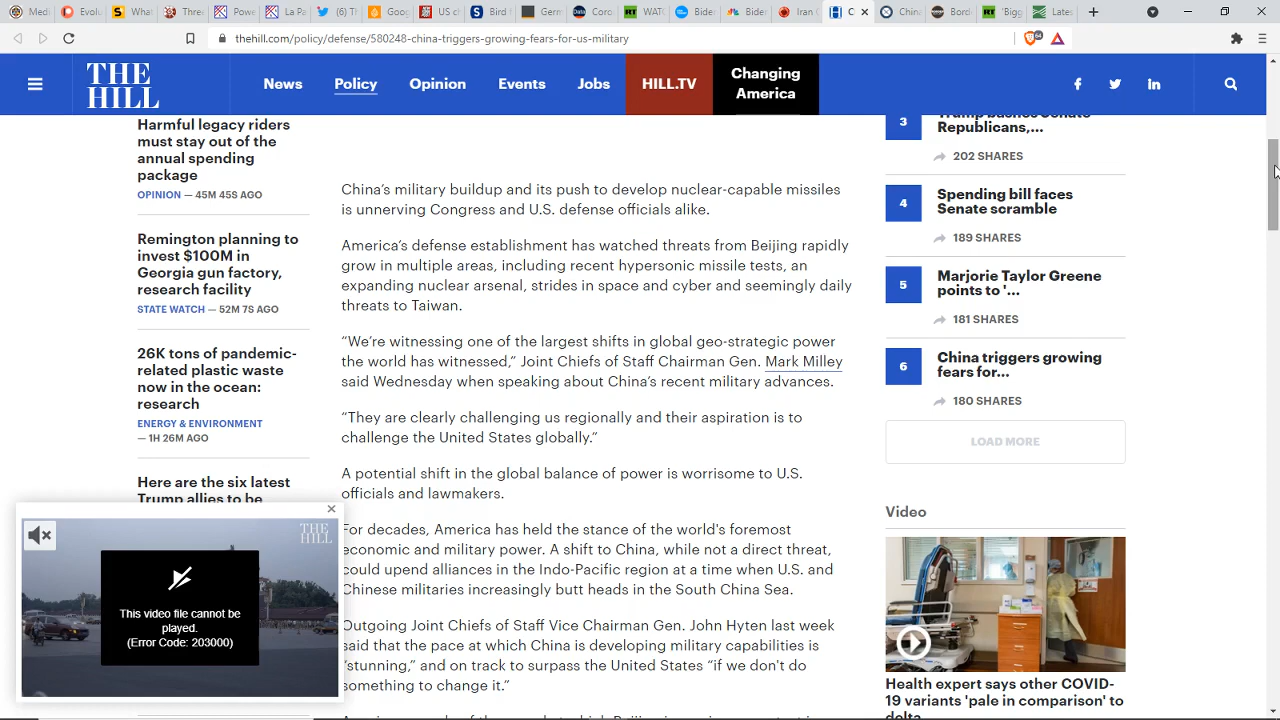 Medi
Evolu
What
Three
Powe
La Pa
(1) Th
Goog
US ch
Bird f
Gene
Coro
WATC
Biden
Biden
Iran N
C
China
Bord
'Bigg
Lates
thehill.com/policy/defense/580248-china-triggers-growing-fears-for-us-military
64
THE
HILL
News
Policy
Opinion
Events
Jobs
HILL.TV
Changing
America
Harmful legacy riders
must stay out of the
annual spending
package
OPINION — 45M 45S AGO
Remington planning to
invest $100M in
Georgia gun factory,
research facility
STATE WATCH — 52M 7S AGO
26K tons of pandemic-
related plastic waste
now in the ocean:
research
ENERGY & ENVIRONMENT
— 1H 26M AGO
Here are the six latest
Trump allies to be
THE
HILL
This video file cannot be
played.
(Error Code: 203000)
China's military buildup and its push to develop nuclear-capable missiles
is unnerving Congress and U.S. defense officials alike.
America's defense establishment has watched threats from Beijing rapidly
grow in multiple areas, including recent hypersonic missile tests, an
expanding nuclear arsenal, strides in space and cyber and seemingly daily
threats to Taiwan.
“We're witnessing one of the largest shifts in global geo-strategic power
the world has witnessed,” Joint Chiefs of Staff Chairman Gen. Mark Milley
said Wednesday when speaking about China's recent military advances.
“They are clearly challenging us regionally and their aspiration is to
challenge the United States globally.”
A potential shift in the global balance of power is worrisome to U.S.
officials and lawmakers.
For decades, America has held the stance of the world's foremost
economic and military power. A shift to China, while not a direct threat,
could upend alliances in the Indo-Pacific region at a time when U.S. and
Chinese militaries increasingly butt heads in the South China Sea.
Outgoing Joint Chiefs of Staff Vice Chairman Gen. John Hyten last week
said that the pace at which China is developing military capabilities is
“stunning,” and on track to surpass the United States “if we don't do
something to change it.”
3
Trump bashes Senate
Republicans,...
202 SHARES
4
Spending bill faces
Senate scramble
189 SHARES
5
Marjorie Taylor Greene
points to '...
181 SHARES
6
China triggers growing
fears for...
180 SHARES
LOAD MORE
Video
Health expert says other COVID-
19 variants 'pale in comparison' to
delta